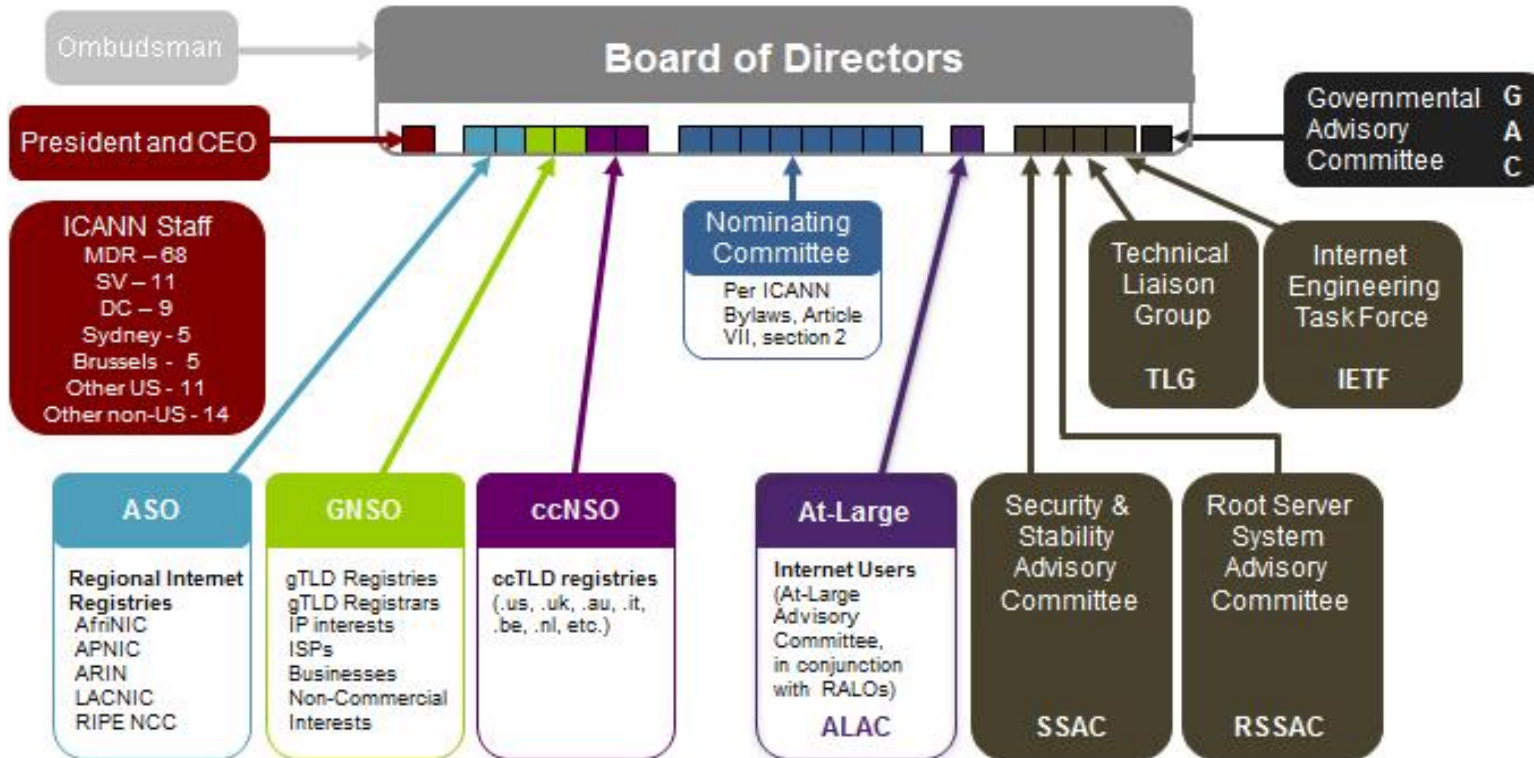 Ombudsman
Board of Directors
President and CEO
Governmental G
Advisory A
Committee C
ICANN Staff
MDR – 68
SV – 11
DC – 9
Sydney - 5
Brussels - 5
Other US - 11
Other non-US - 14
Nominating
Committee
Per ICANN
Bylaws, Article
VII, section 2
Technical
Liaison
Group
TLG
Internet
Engineering
Task Force
IETF
ASO
Regional Internet
Registries
AfriNIC
APNIC
ARIN
LACNIC
RIPE NCC
GNSO
gTLD Registries
gTLD Registrars
IP interests
ISPs
Businesses
Non-Commercial
Interests
ccNSO
ccTLD registries
(.us, .uk, .au, .it,
.be, .nl, etc.)
At-Large
Internet Users
(At-Large
Advisory
Committee,
in conjunction
with RALOs)
ALAC
Security &
Stability
Advisory
Committee
SSAC
Root Server
System
Advisory
Committee
RSSAC